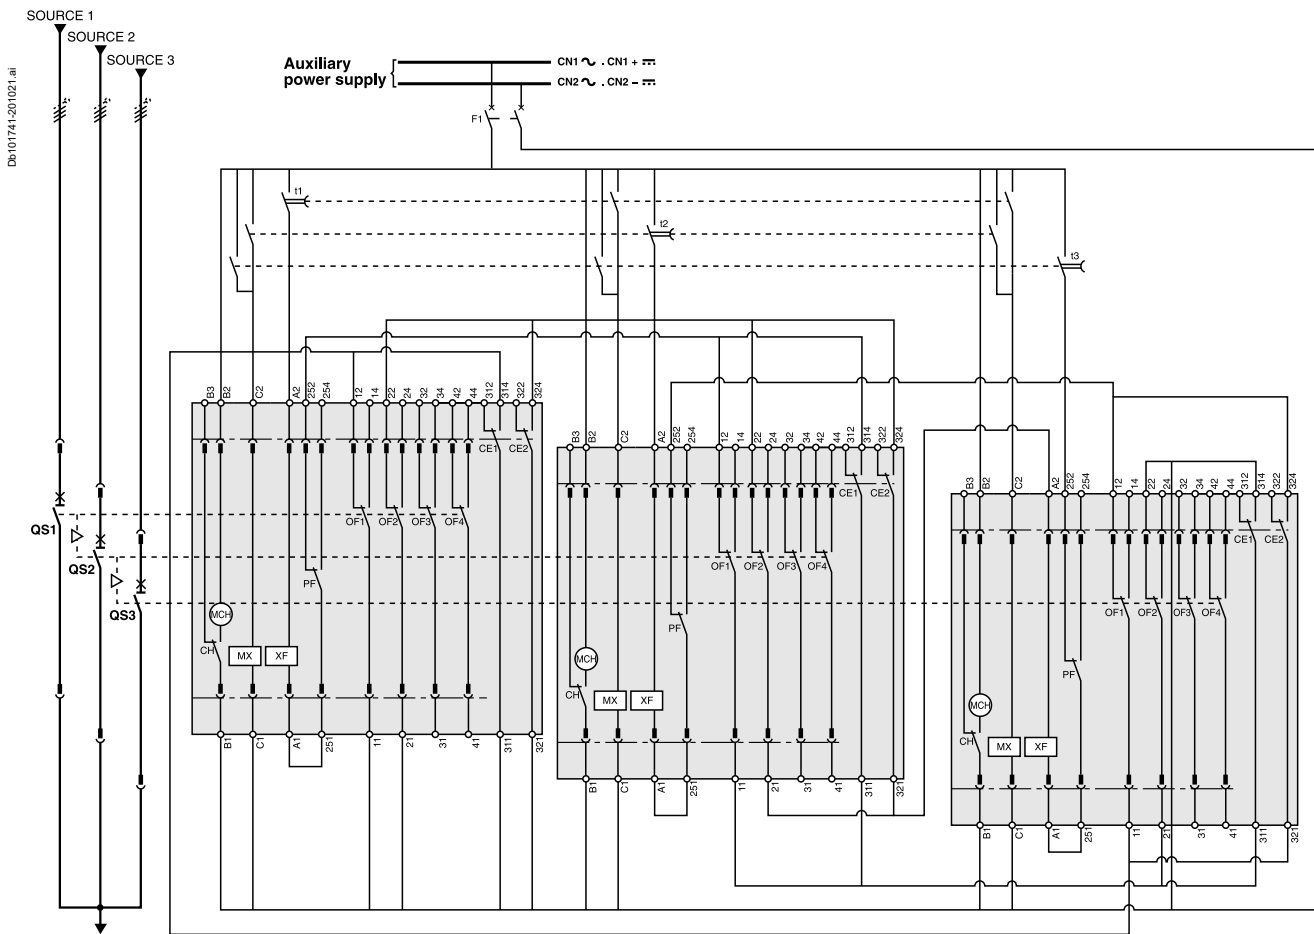 SOURCE 1
SOURCE 2
SOURCE 3
Db101741-201021.ai
Auxiliary
power supply
CN1 . CN1 +
CN2 . CN2 –
F1
t1
t2
t3
B3 B2 C2 A2 252 254 12 14 22 24 32 34 42 44 312 314 322 324
CE1 CE2
OF1 OF2 OF3 OF4
PF
MCH
CH MX XF
B1 C1 A1 251 11 21 31 41 311 321
B3 B2 C2 A2 252 254 12 14 22 24 32 34 42 44 312 314 322 324
CE1 CE2
OF1 OF2 OF3 OF4
PF
MCH
CH MX XF
B1 C1 A1 251 11 21 31 41 311 321
B3 B2 C2 A2 252 254 12 14 22 24 32 34 42 44 312 314 322 324
CE1 CE2
OF1 OF2 OF3 OF4
PF
MCH
CH MX XF
B1 C1 A1 251 11 21 31 41 311 321
QS1
QS2
QS3